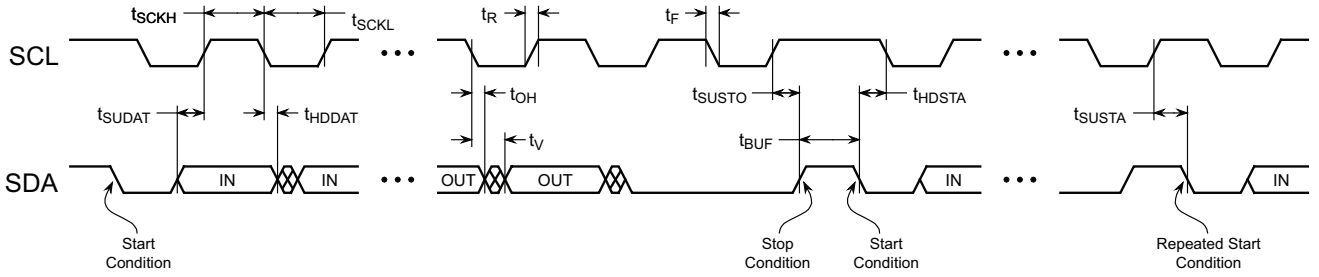 tSCKH
tSCKL
tR
tF
SCL
tSUDAT
tHDDAT
tOH
tV
tSUSTO
tHDSTA
tBUF
tSUSTA
SDA
IN
IN
OUT
OUT
IN
IN
Start
Condition
Stop
Condition
Start
Condition
Repeated Start
Condition